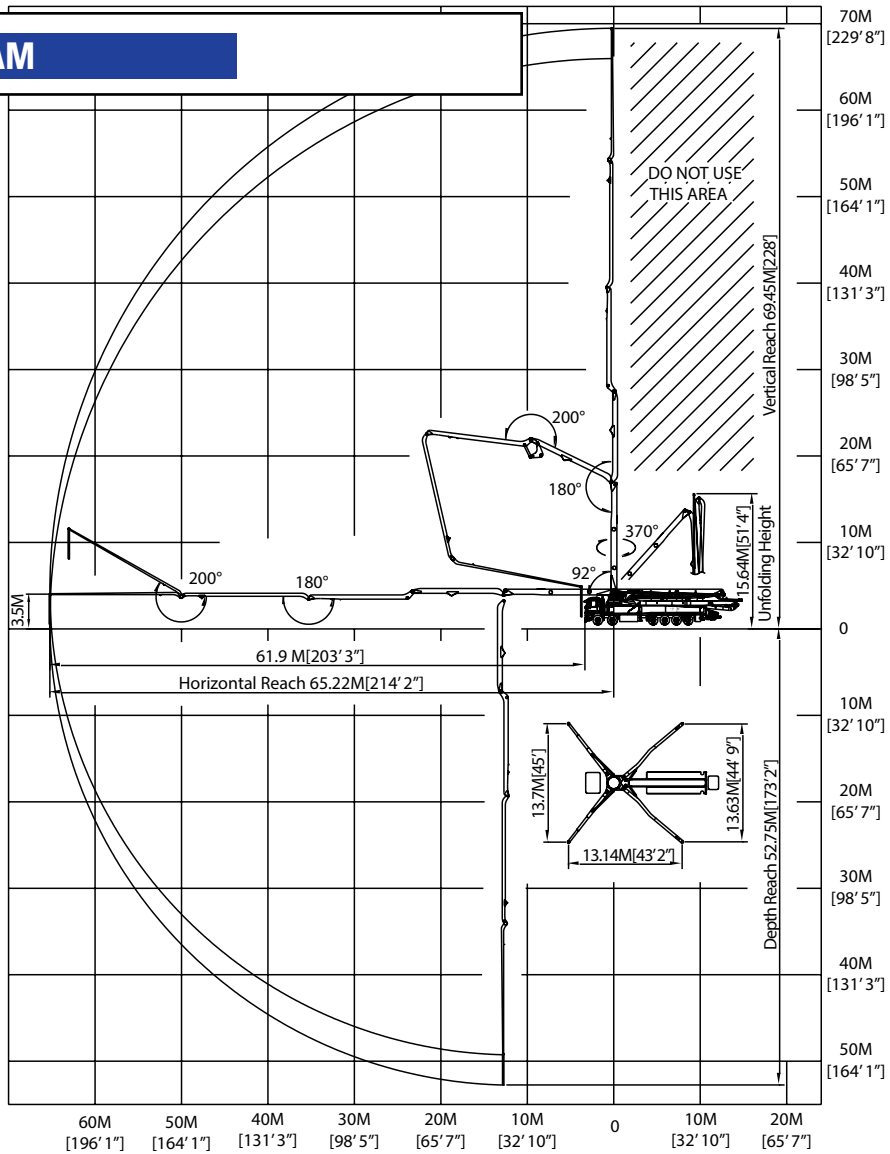 AM
70M
[229' 8"]
60M
[196' 1"]
50M
[164' 1"]
40M
[131' 3"]
30M
[98' 5"]
20M
[65' 7"]
10M
[32' 10"]
0
10M
[32' 10"]
20M
[65' 7"]
30M
[98' 5"]
40M
[131' 3"]
50M
[164' 1"]
DO NOT USE
THIS AREA
Vertical Reach 69.45M[228']
200°
180°
370°
92°
15.64M[51'4"]
Unfolding Height
200°
180°
3.5M
61.9 M[203' 3"]
Horizontal Reach 65.22M[214' 2"]
13.7M[45']
13.63M[44' 9"]
13.14M[43'2"]
Depth Reach 52.75M[173'2"]
60M
[196' 1"]
50M
[164' 1"]
40M
[131' 3"]
30M
[98' 5"]
20M
[65' 7"]
10M
[32' 10"]
0
10M
[32' 10"]
20M
[65' 7"]